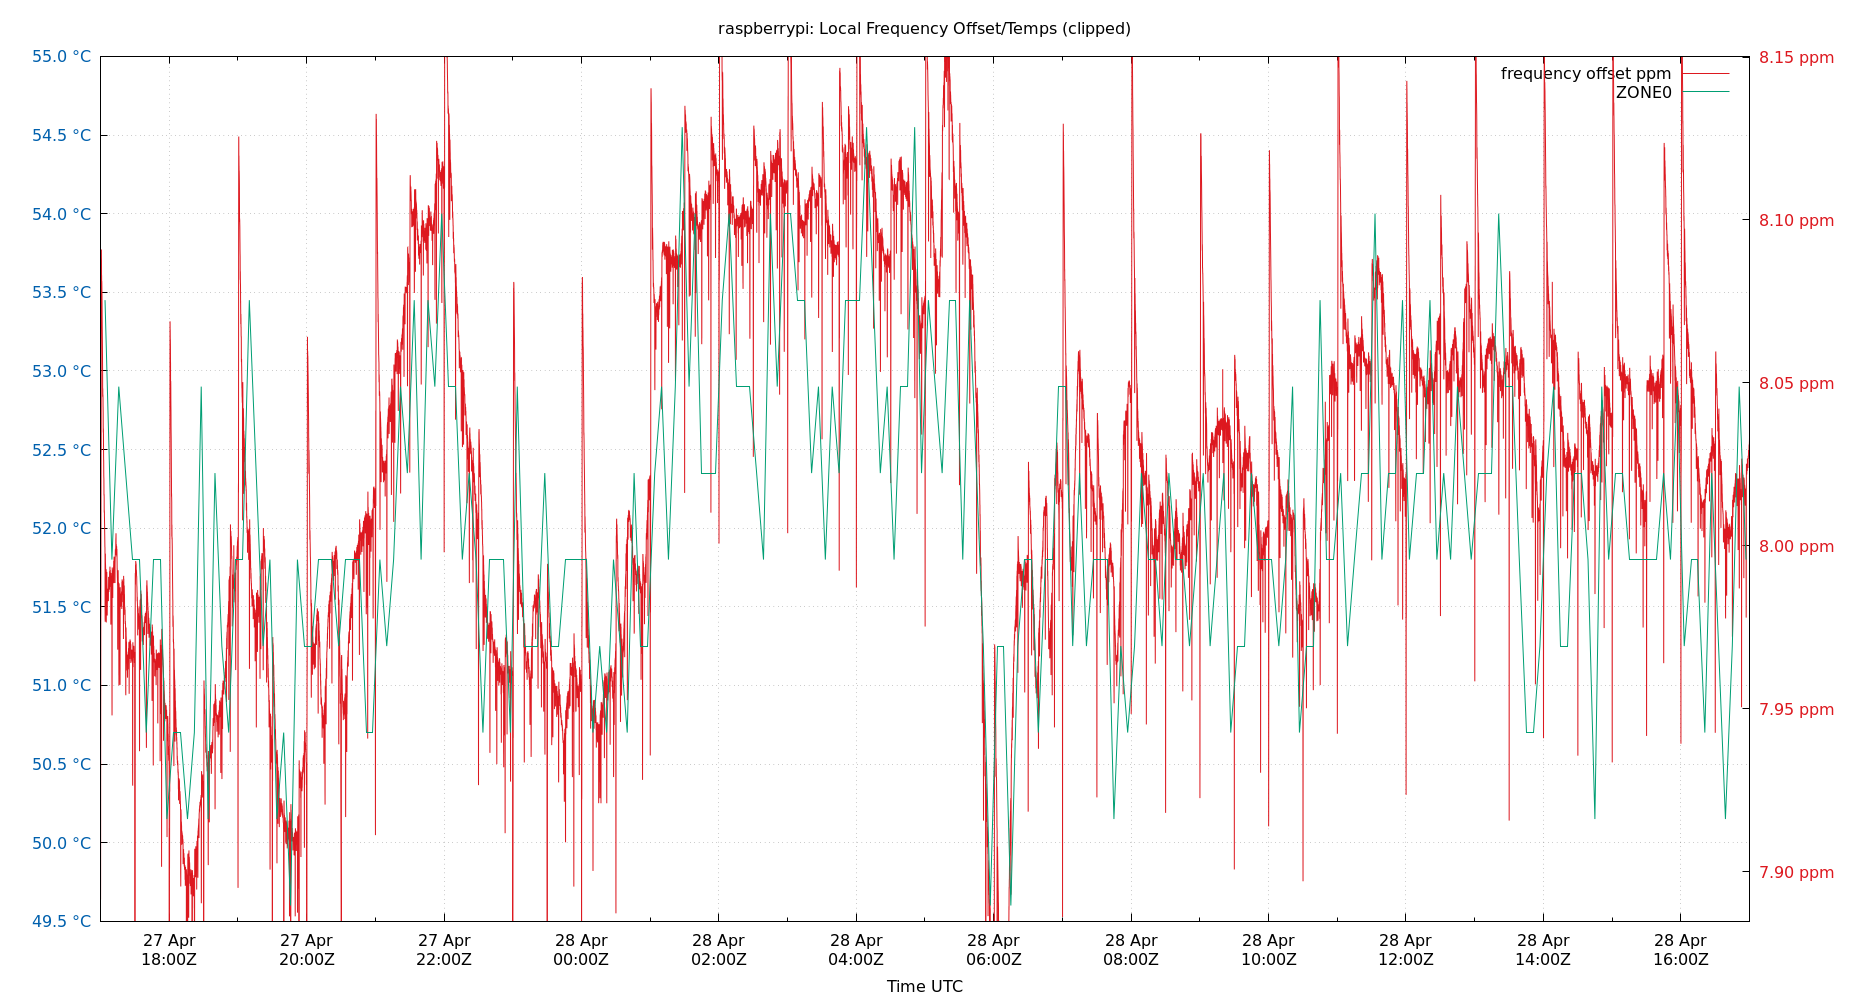 raspberrypi: Local Frequency Offset/Temps (clipped)
55.0 °C
54.5 °C
54.0 °C
53.5 °C
53.0 °C
52.5 °C
52.0 °C
51.5 °C
51.0 °C
50.5 °C
50.0 °C
49.5 °C
8.15 ppm
8.10 ppm
8.05 ppm
8.00 ppm
7.95 ppm
7.90 ppm
frequency offset ppm
ZONE0
27 Apr
18:00Z
27 Apr
20:00Z
27 Apr
22:00Z
28 Apr
00:00Z
28 Apr
02:00Z
28 Apr
04:00Z
28 Apr
06:00Z
28 Apr
08:00Z
28 Apr
10:00Z
28 Apr
12:00Z
28 Apr
14:00Z
28 Apr
16:00Z
Time UTC